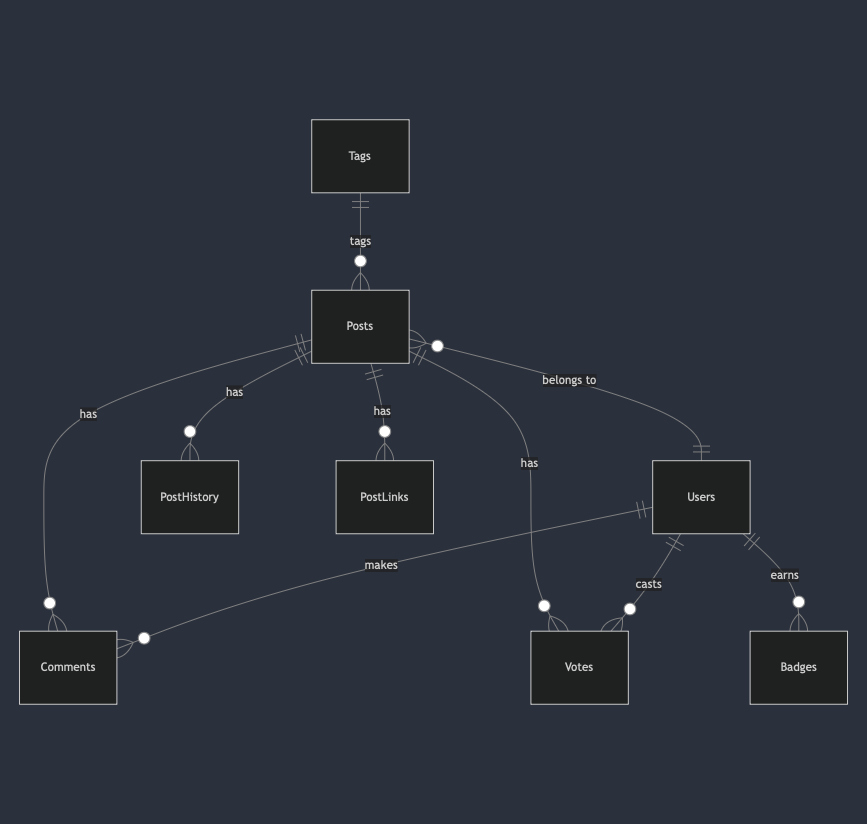 Tags
tags
Posts
belongs to
has
has
has
has
PostHistory
PostLinks
Users
makes
casts
earns
Comments
Votes
Badges